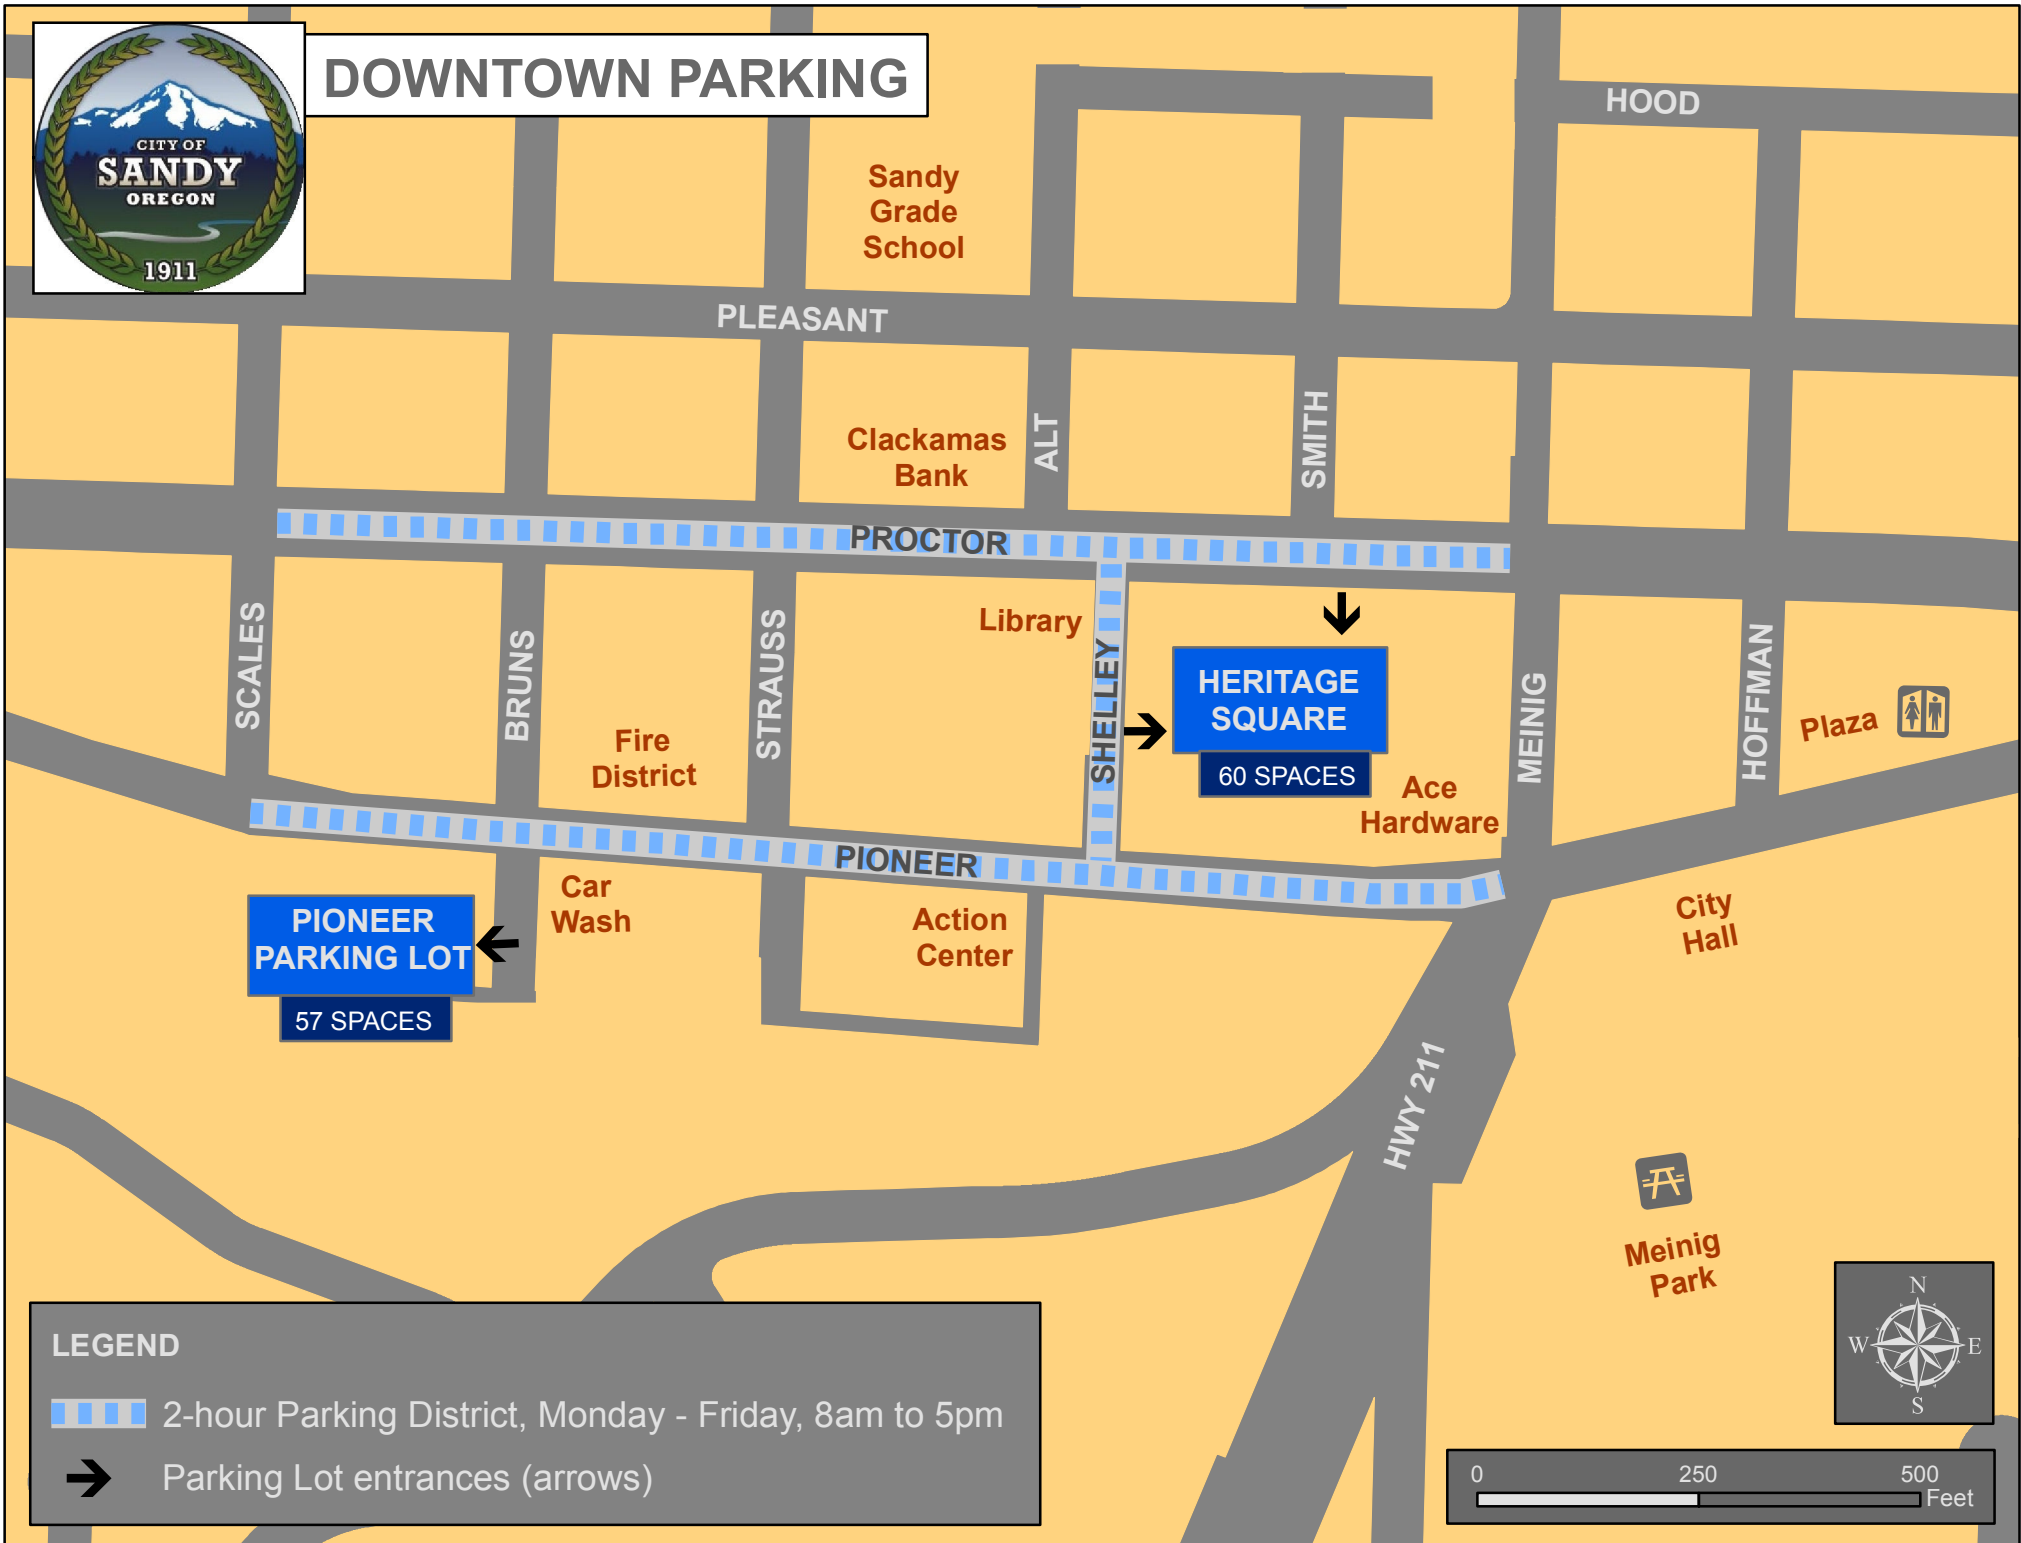 DOWNTOWN PARKING
CITY OF
SANDY
OREGON
1911
HOOD
Sandy
Grade
School
PLEASANT
Clackamas
Bank
ALT
SMITH
PROCTOR
SCALES
BRUNS
STRAUSS
Library
SHELLEY
HERITAGE
SQUARE
60 SPACES
MEINIG
HOFFMAN
Plaza
Fire
District
Ace
Hardware
PIONEER
Car
Wash
PIONEER
PARKING LOT
57 SPACES
Action
Center
City
Hall
HWY 211
Meinig
Park
N
W
E
S
LEGEND
2-hour Parking District, Monday - Friday, 8am to 5pm
Parking Lot entrances (arrows)
0 250 500
Feet